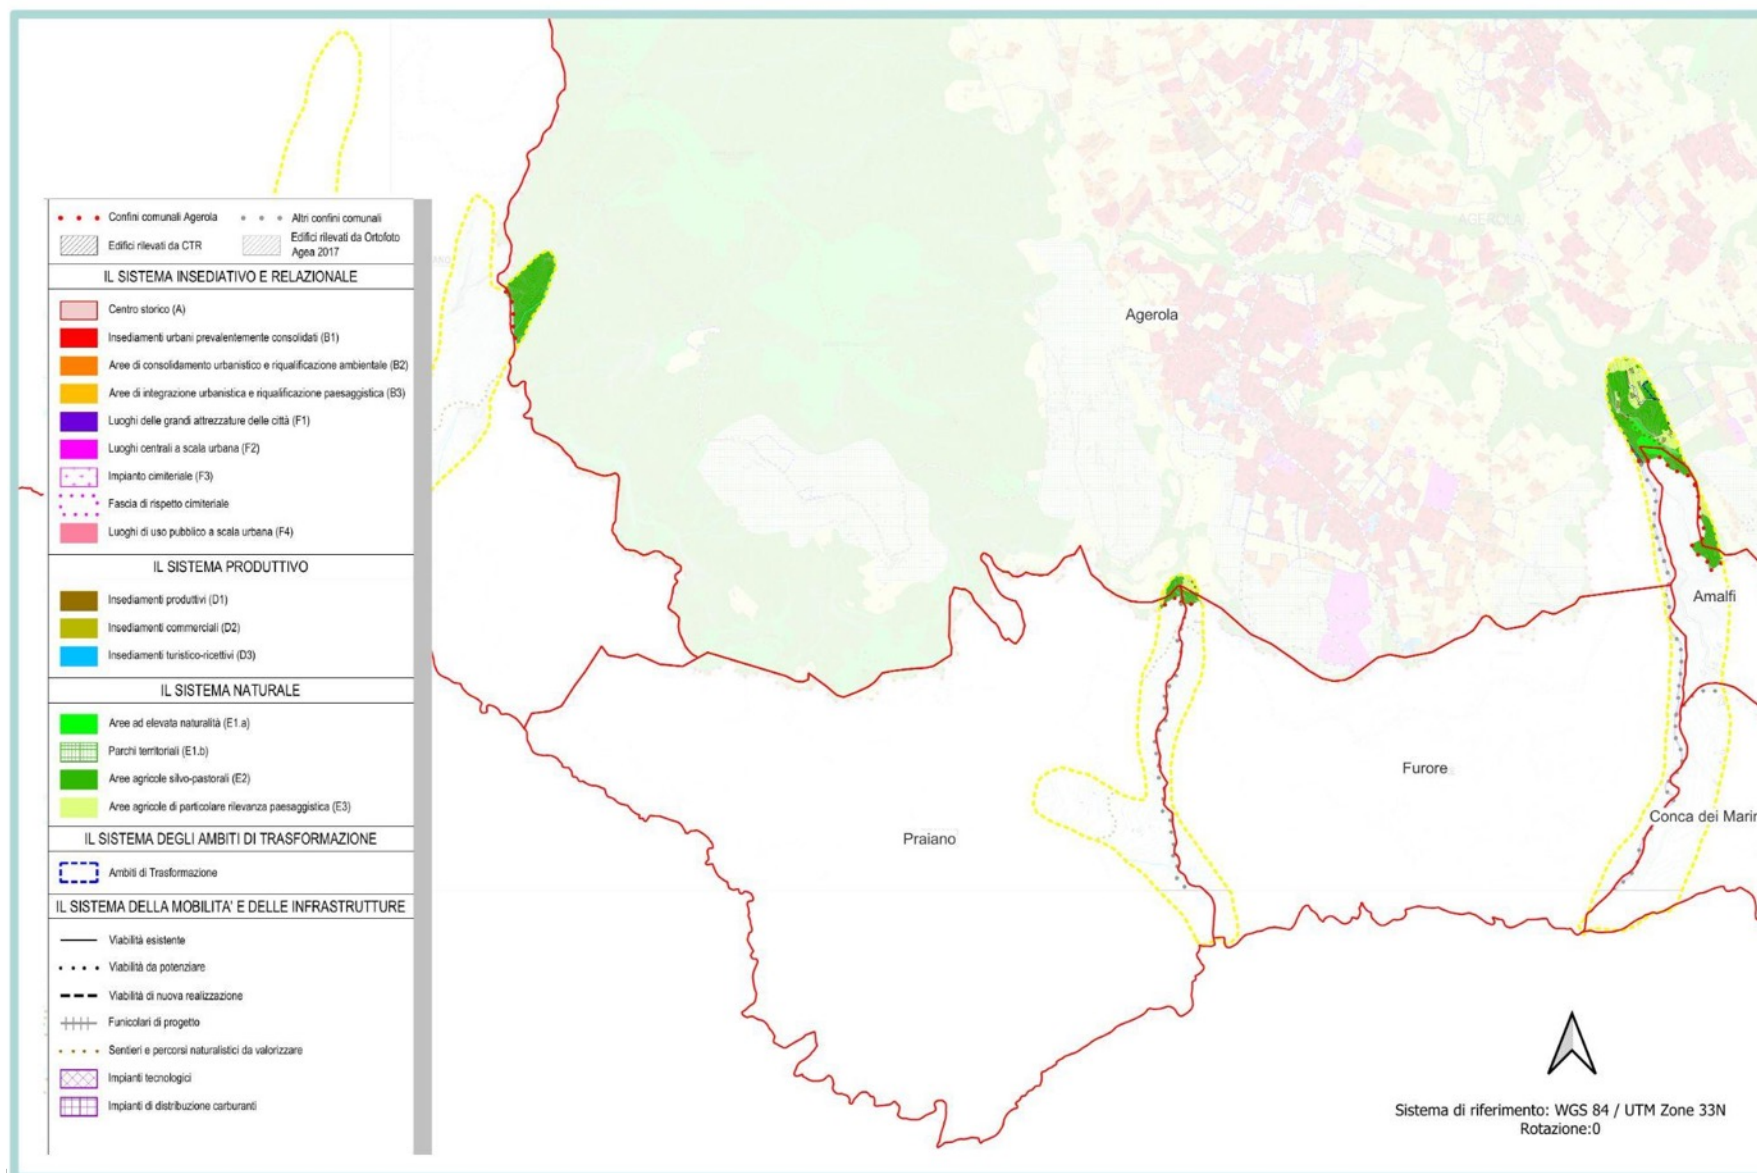 Confini comunali Agerola
Altri confini comunali
Edifici rilevati da CTR
Edifici rilevati da Ortofoto
Agea 2017
IL SISTEMA INSEDIATIVO E RELAZIONALE
Centro storico (A)
Insediamenti urbani prevalentemente consolidati (B1)
Aree di consolidamento urbanistico e riqualificazione ambientale (B2)
Aree di integrazione urbanistica e riqualificazione paesaggistica (B3)
Luoghi delle grandi attrezzature delle città (F1)
Luoghi centrali a scala urbana (F2)
Impianto cimiteriale (F3)
Fascia di rispetto cimiteriale
Luoghi di uso pubblico a scala urbana (F4)
IL SISTEMA PRODUTTIVO
Insediamenti produttivi (D1)
Insediamenti commerciali (D2)
Insediamenti turistico-ricettivi (D3)
IL SISTEMA NATURALE
Aree ad elevata naturalità (E1.a)
Parchi territoriali (E1.b)
Aree agricole silvo-pastorali (E2)
Aree agricole di particolare rilevanza paesaggistica (E3)
IL SISTEMA DEGLI AMBITI DI TRASFORMAZIONE
Ambiti di Trasformazione
IL SISTEMA DELLA MOBILITA' E DELLE INFRASTRUTTURE
Viabilità esistente
Viabilità da potenziare
Viabilità di nuova realizzazione
Funicolari di progetto
Sentieri e percorsi naturalistici da valorizzare
Impianti tecnologici
Impianti di distribuzione carburanti
AGEROLA
Agerola
Amalfi
Furore
Conca dei Marin
Praiano
Sistema di riferimento: WGS 84 / UTM Zone 33N
Rotazione:0